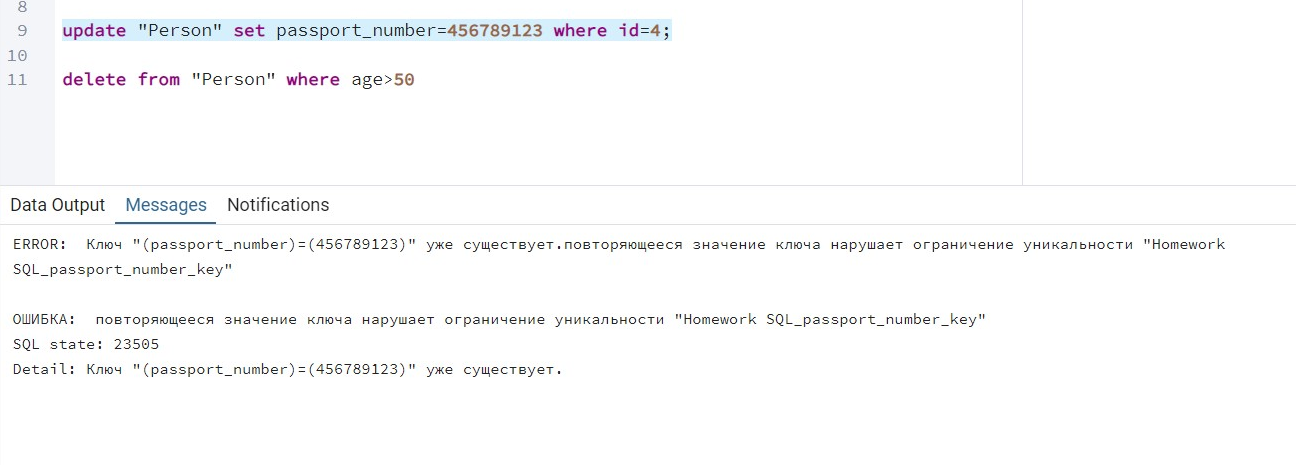 8
9 update "Person" set passport_number=456789123 where id=4;
10
11 delete from "Person" where age>50
Data Output Messages Notifications
ERROR:  Ключ "(passport_number)=(456789123)" уже существует.повторяющееся значение ключа нарушает ограничение уникальности "Homework
SQL_passport_number_key"
ОШИБКА:  повторяющееся значение ключа нарушает ограничение уникальности "Homework SQL_passport_number_key"
SQL state: 23505
Detail: Ключ "(passport_number)=(456789123)" уже существует.